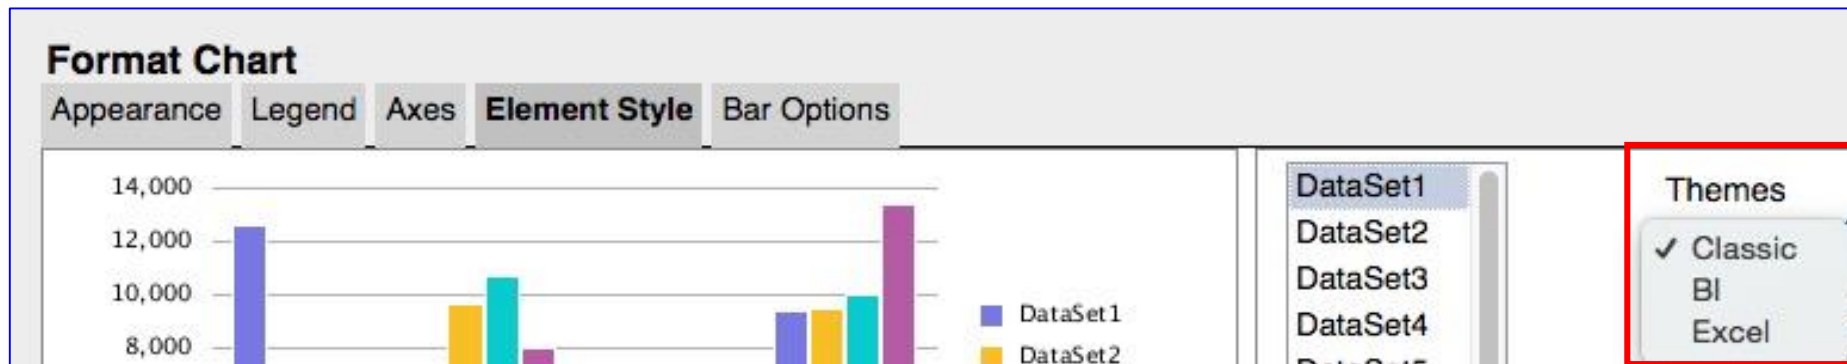 Format Chart
Appearance Legend Axes Element Style Bar Options
14,000
12,000
10,000
8,000
DataSet1
DataSet2
DataSet1
DataSet2
DataSet3
DataSet4
Themes
✓ Classic
BI
Excel